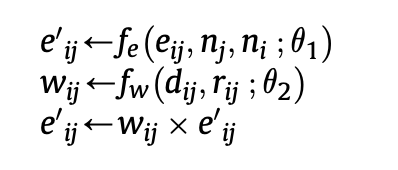 e′ij←fe(eij, nj, ni ; θ1)
wij←fw(dij, rij ; θ2)
e′ij←wij × e′ij